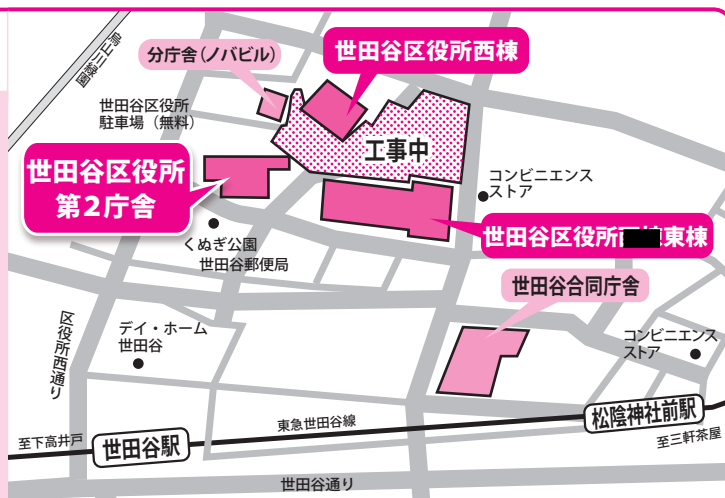 烏山川緑道
分庁舎(ノバビル)
世田谷区役所西棟
世田谷区役所
駐車場(無料)
工事中
世田谷区役所
第2庁舎
コンビニエンス
ストア
くぬぎ公園
世田谷郵便局
世田谷区役所 東棟
世田谷合同庁舎
区役所西通り
デイ・ホーム
世田谷
コンビニエンス
ストア
東急世田谷線
松陰神社前駅
至下高井戸
世田谷駅
至三軒茶屋
世田谷通り